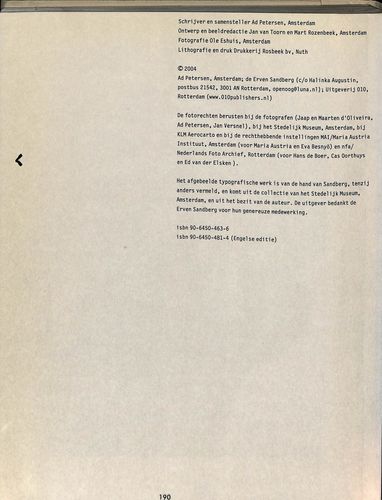 Schrijver en samensteller Ad Petersen, Amsterdam
Ontwerp en beeldredactie Jan van Toorn en Mart Rozenbeek, Amsterdam
Fotografie Ole Eshuis, Amsterdam
Lithografie en druk Drukkerij Rosbeek bv, Nuth
© 2004
Ad Petersen, Amsterdam; de Erven Sandberg (c/o Halinka Augustin,
postbus 21542, 3001 AN Rotterdam, openoog@luna.nl); Uitgeverij 010,
Rotterdam (www.010publishers.nl)
De fotorechten berusten bij de fotografen (Jaap en Maarten d'Oliveira,
Ad Petersen, Jan Versnel), bij het Stedelijk Museum, Amsterdam, bij
KLM Aerocarto en bij de rechthebbende instellingen MAI/Maria Austria
Instituut, Amsterdam (voor Maria Austria en Eva Besnyö) en nfa/
Nederlands Foto Archief, Rotterdam (voor Hans de Boer, Cas Oorthuys
en Ed van der Elsken ).
Het afgebeelde typografische werk is van de hand van Sandberg, tenzij
anders vermeld, en komt uit de collectie van het Stedelijk Museum,
Amsterdam, en uit het bezit van de auteur. De uitgever bedankt de
Erven Sandberg voor hun genereuze medewerking.
isbn 90-6450-463-6
isbn 90-6450-481-4 (Engelse editie)
190